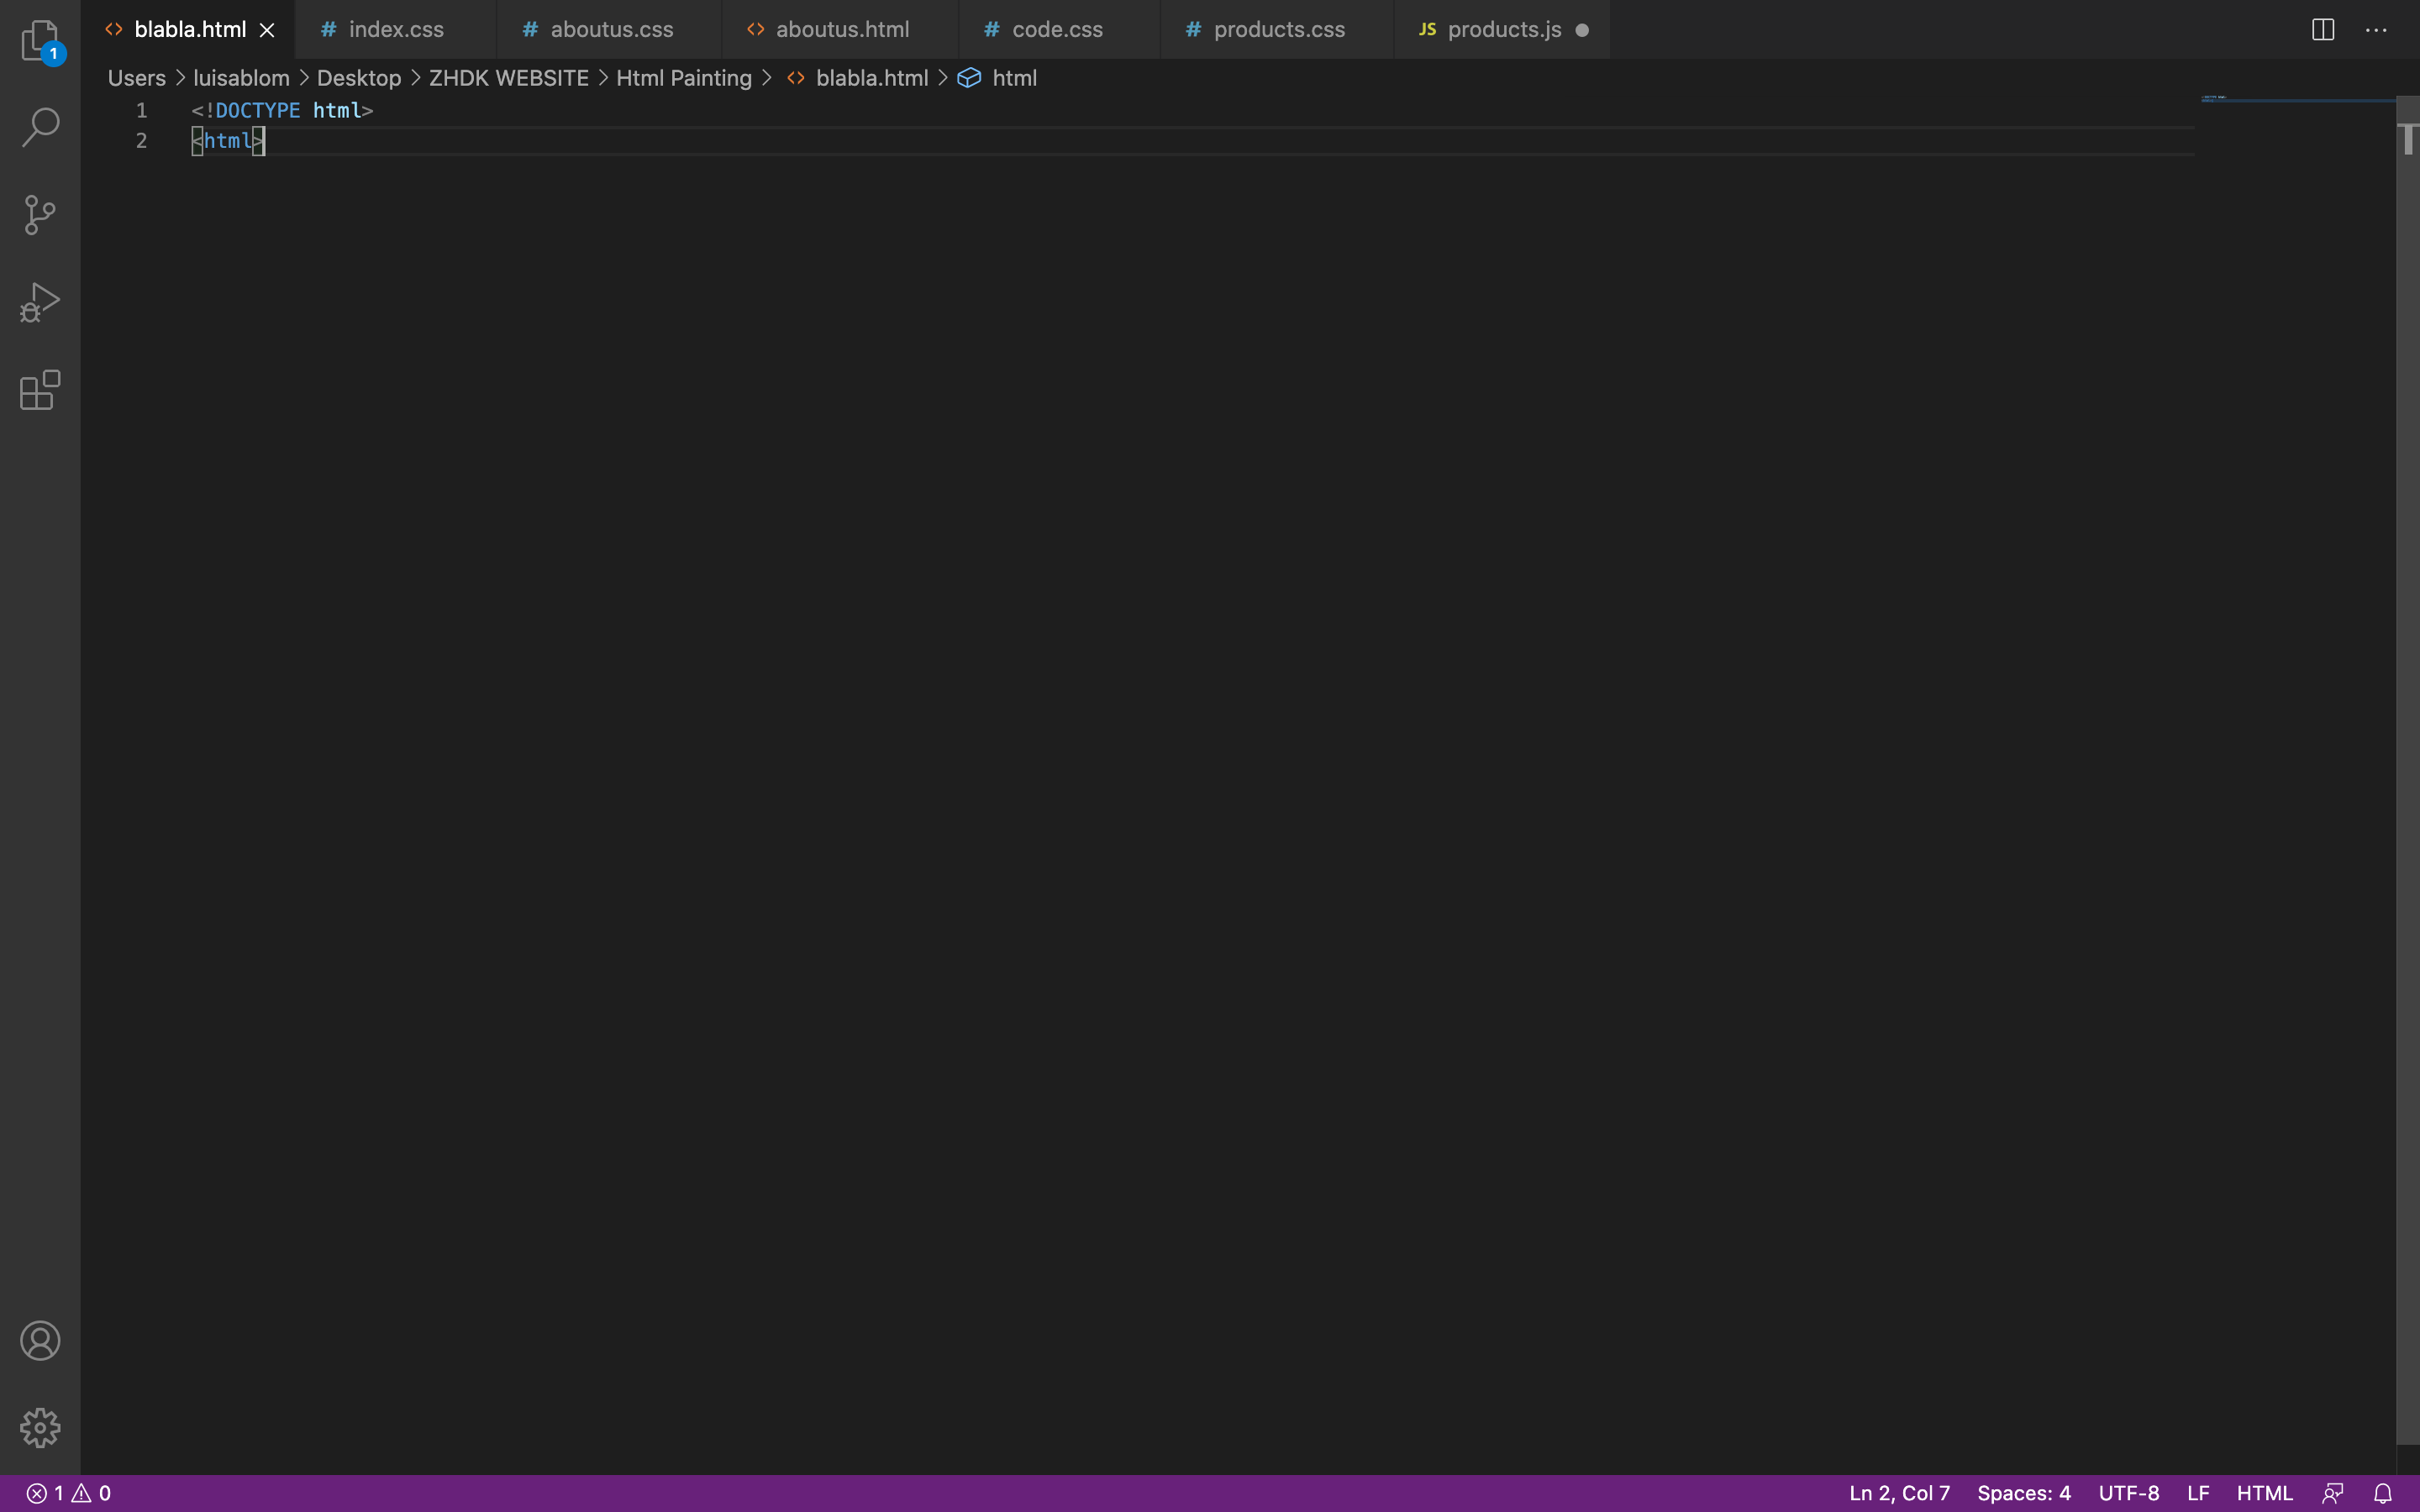 blabla.html index.css aboutus.css aboutus.html code.css products.css JS products.js
1
Users > luisablom > Desktop > ZHDK WEBSITE > Html Painting > blabla.html > html
1 <!DOCTYPE html>
2 <html>
1 0 Ln 2, Col 7 Spaces: 4 UTF-8 LF HTML